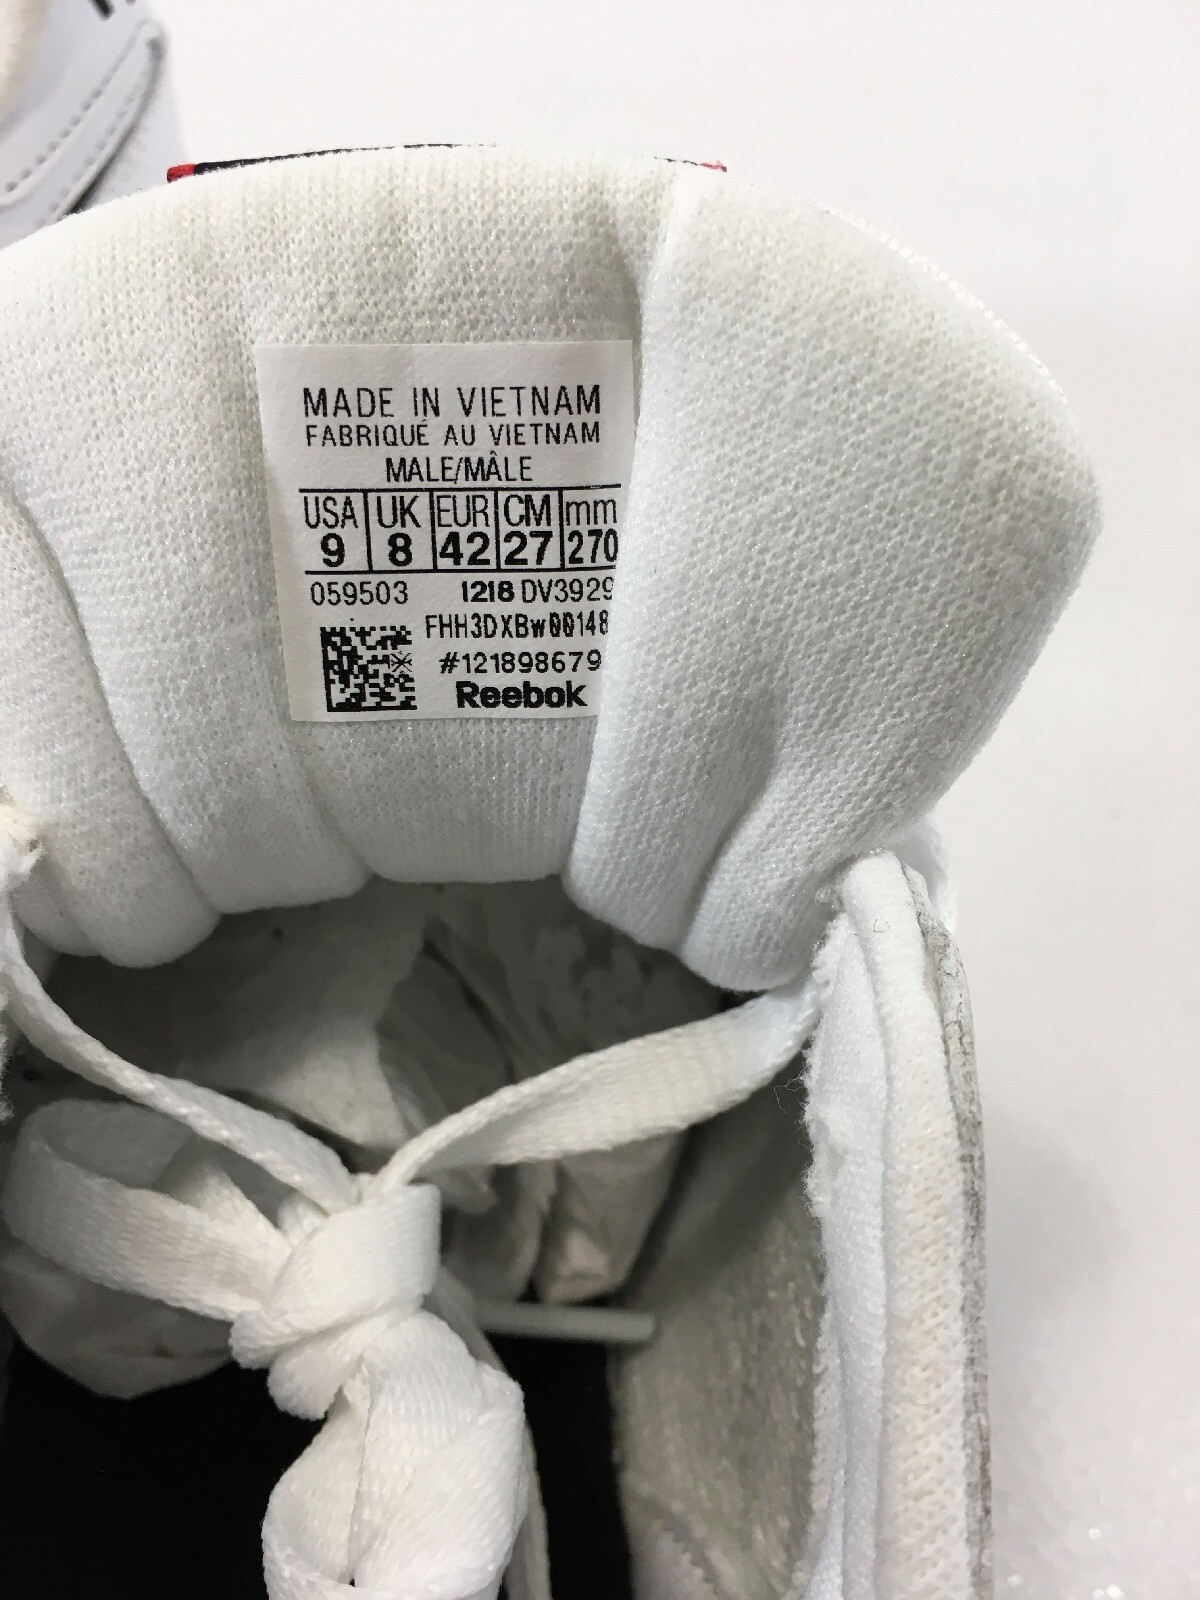 MADE IN VIETNAM
FABRIQUÉ AU VIETNAM
MALE/MÂLE
USA UK EUR CM mm
9 8 42 27 270
059503 1218 DV3929
FHH3DXBw00148
#121898679
Reebok